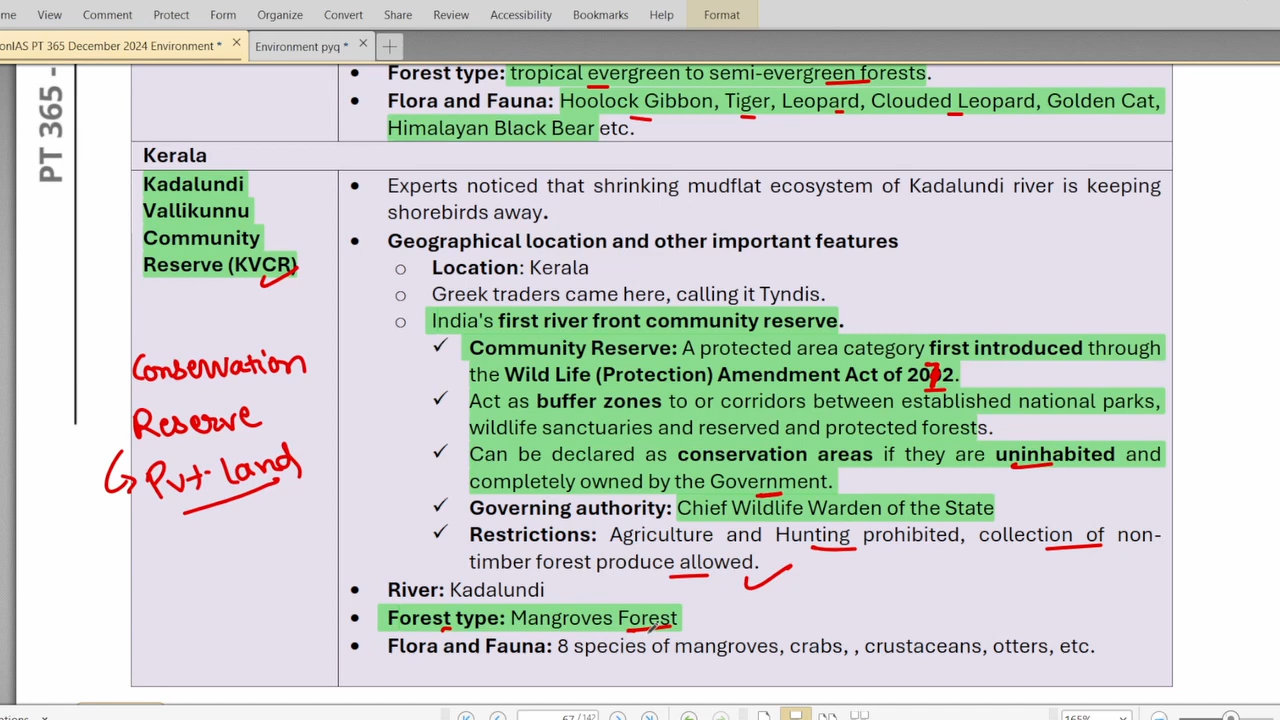 ome View Comment Protect Form Organize Convert Share Review Accessibility Bookmarks Help Format
onIAS PT 365 December 2024 Environment * × Environment pyq * ×
PT 365 -
• Forest type: tropical evergreen to semi-evergreen forests.
• Flora and Fauna: Hoolock Gibbon, Tiger, Leopard, Clouded Leopard, Golden Cat,
Himalayan Black Bear etc.
Kerala
Kadalundi
Vallikunnu
Community
Reserve (KVCR)
Conservation
Reserve
Pvt. land
• Experts noticed that shrinking mudflat ecosystem of Kadalundi river is keeping
shorebirds away.
• Geographical location and other important features
○ Location: Kerala
○ Greek traders came here, calling it Tyndis.
○ India's first river front community reserve.
✓ Community Reserve: A protected area category first introduced through
the Wild Life (Protection) Amendment Act of
✓ Act as buffer zones to or corridors between established national parks,
wildlife sanctuaries and reserved and protected forests.
✓ Can be declared as conservation areas if they are uninhabited and
completely owned by the Government.
✓ Governing authority: Chief Wildlife Warden of the State
✓ Restrictions: Agriculture and Hunting prohibited, collection of non-
timber forest produce allowed.
• River: Kadalundi
• Forest type: Mangroves Forest
• Flora and Fauna: 8 species of mangroves, crabs, , crustaceans, otters, etc.
67 / 142
165%